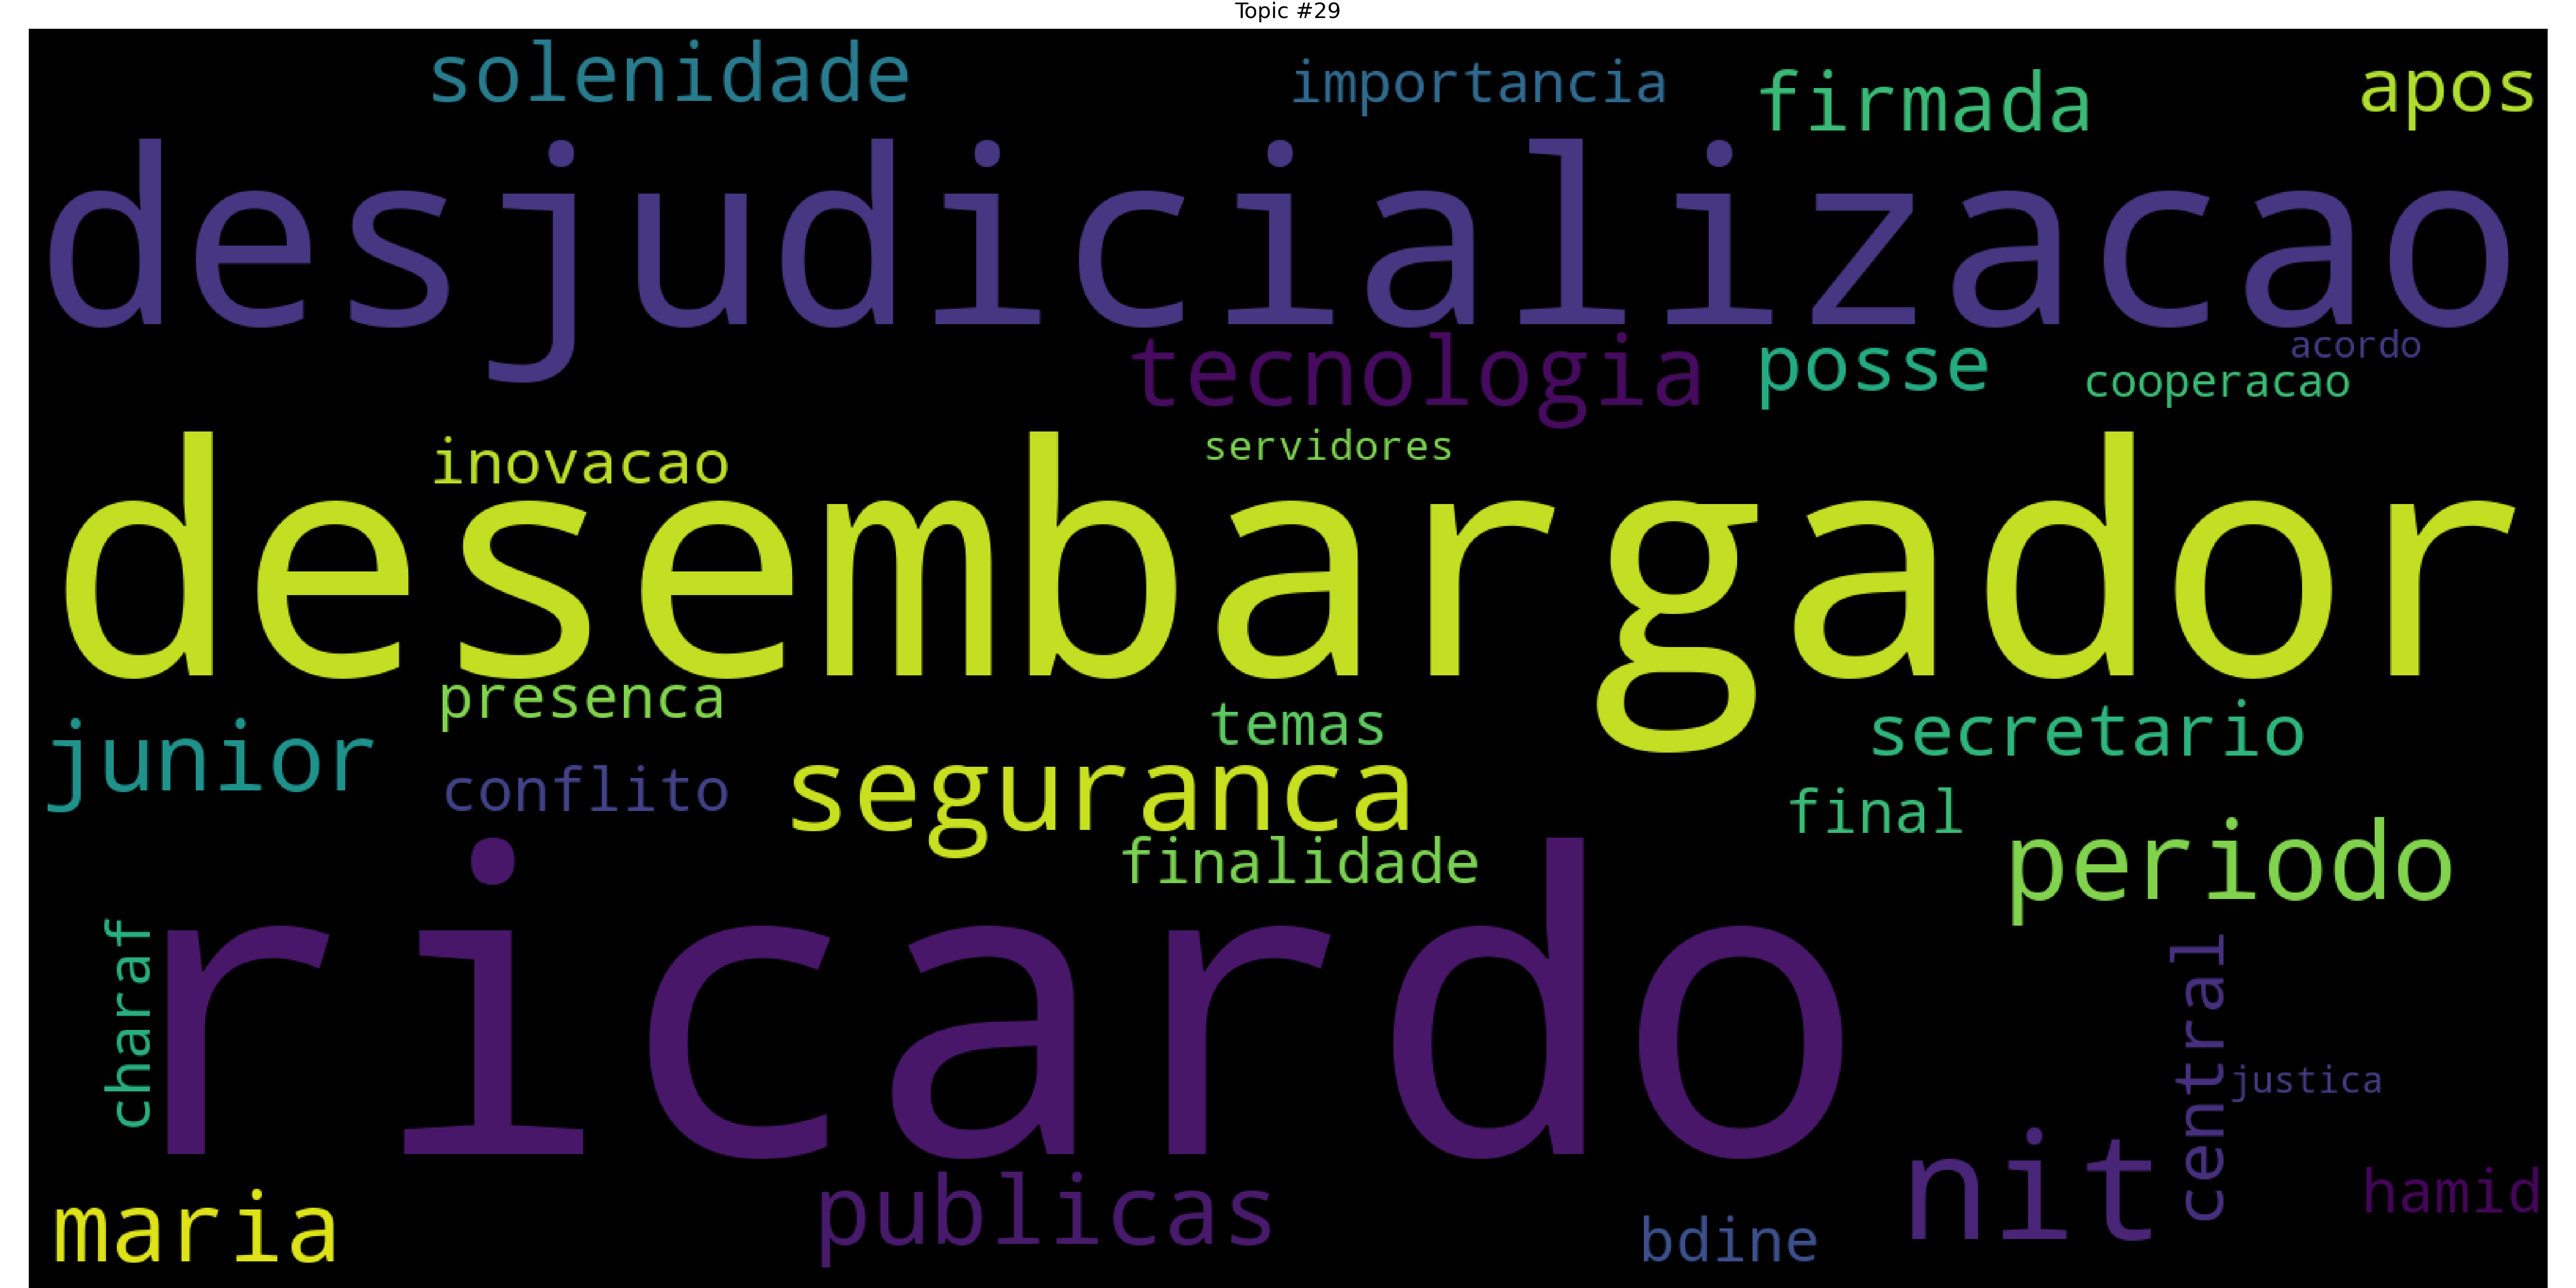 Topic #29
solenidade
importancia
firmada
apos
desjudicializacao
tecnologia
posse
acordo
cooperacao
inovacao
servidores
desembargador
presenca
temas
secretario
junior
conflito
seguranca
final
finalidade
periodo
charaf
ricardo
central
justica
maria
publicas
bdine
nit
hamid